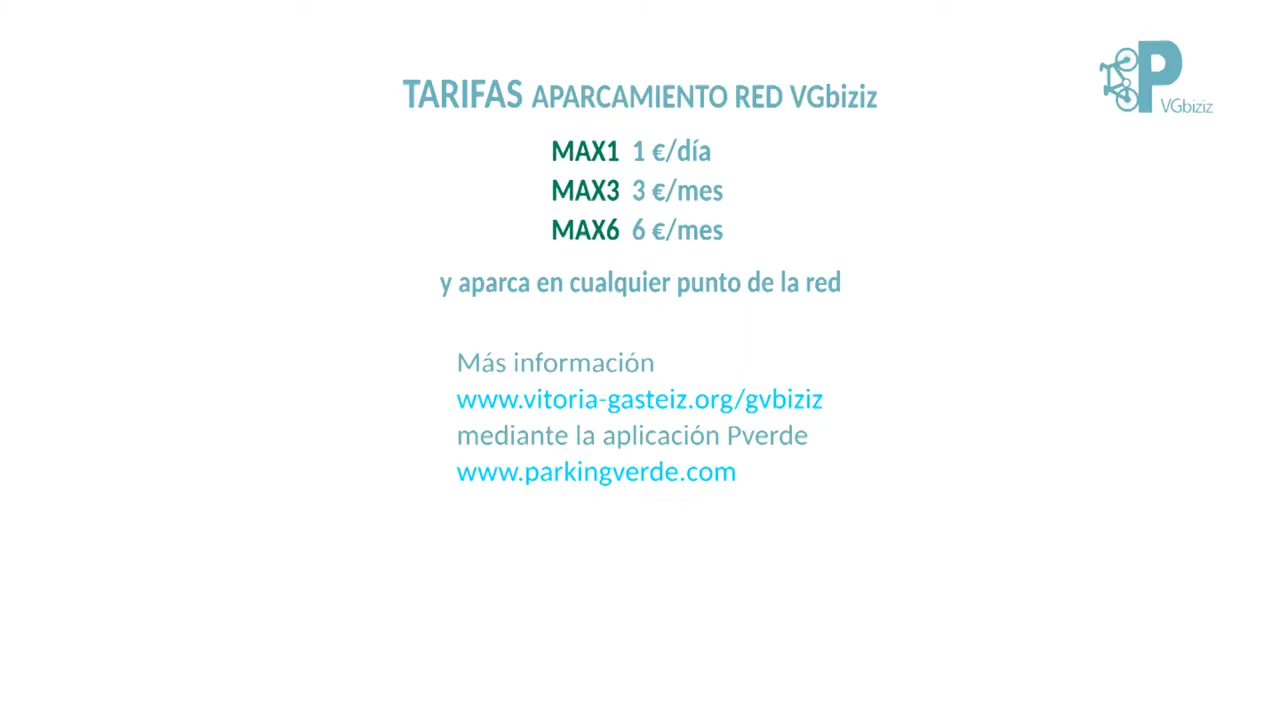 TARIFAS APARCAMIENTO RED VGbiziz
P
VGbiziz
MAX1 1 €/día
MAX3 3 €/mes
MAX6 6 €/mes
y aparca en cualquier punto de la red
Más información
www.vitoria-gasteiz.org/gvbiziz
mediante la aplicación Pverde
www.parkingverde.com